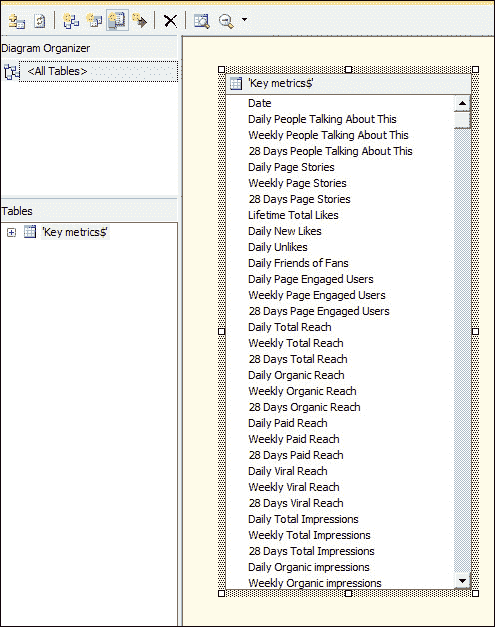 Diagram Organizer
<All Tables>
Tables
'Key metrics$'
'Key metrics$'
Date
Daily People Talking About This
Weekly People Talking About This
28 Days People Talking About This
Daily Page Stories
Weekly Page Stories
28 Days Page Stories
Lifetime Total Likes
Daily New Likes
Daily Unlikes
Daily Friends of Fans
Daily Page Engaged Users
Weekly Page Engaged Users
28 Days Page Engaged Users
Daily Total Reach
Weekly Total Reach
28 Days Total Reach
Daily Organic Reach
Weekly Organic Reach
28 Days Organic Reach
Daily Paid Reach
Weekly Paid Reach
28 Days Paid Reach
Daily Viral Reach
Weekly Viral Reach
28 Days Viral Reach
Daily Total Impressions
Weekly Total Impressions
28 Days Total Impressions
Daily Organic impressions
Weekly Organic impressions